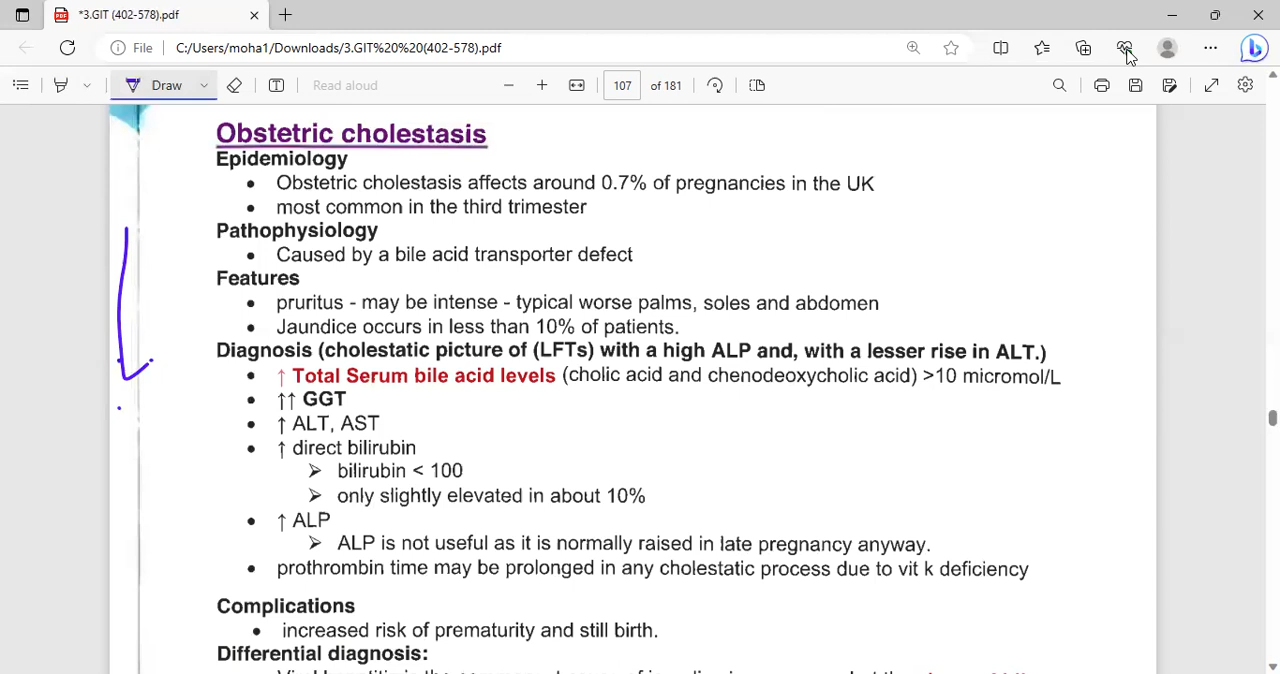 *3.GIT (402-578).pdf
File C:/Users/moha1/Downloads/3.GIT%20%20(402-578).pdf
Draw Read aloud 107 of 181
Obstetric cholestasis
Epidemiology
• Obstetric cholestasis affects around 0.7% of pregnancies in the UK
• most common in the third trimester
Pathophysiology
• Caused by a bile acid transporter defect
Features
• pruritus - may be intense - typical worse palms, soles and abdomen
• Jaundice occurs in less than 10% of patients.
Diagnosis (cholestatic picture of (LFTs) with a high ALP and, with a lesser rise in ALT.)
• ↑ Total Serum bile acid levels (cholic acid and chenodeoxycholic acid) >10 micromol/L
• ↑↑ GGT
• ↑ ALT, AST
• ↑ direct bilirubin
➢ bilirubin < 100
➢ only slightly elevated in about 10%
• ↑ ALP
➢ ALP is not useful as it is normally raised in late pregnancy anyway.
• prothrombin time may be prolonged in any cholestatic process due to vit k deficiency
Complications
• increased risk of prematurity and still birth.
Differential diagnosis: